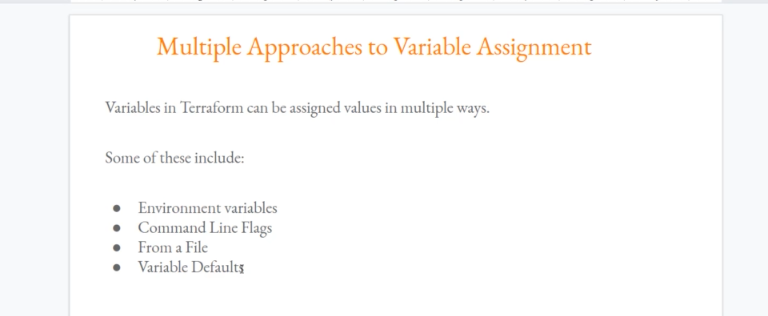 Multiple Approaches to Variable Assignment
Variables in Terraform can be assigned values in multiple ways.
Some of these include:
● Environment variables
● Command Line Flags
● From a File
● Variable Defaults